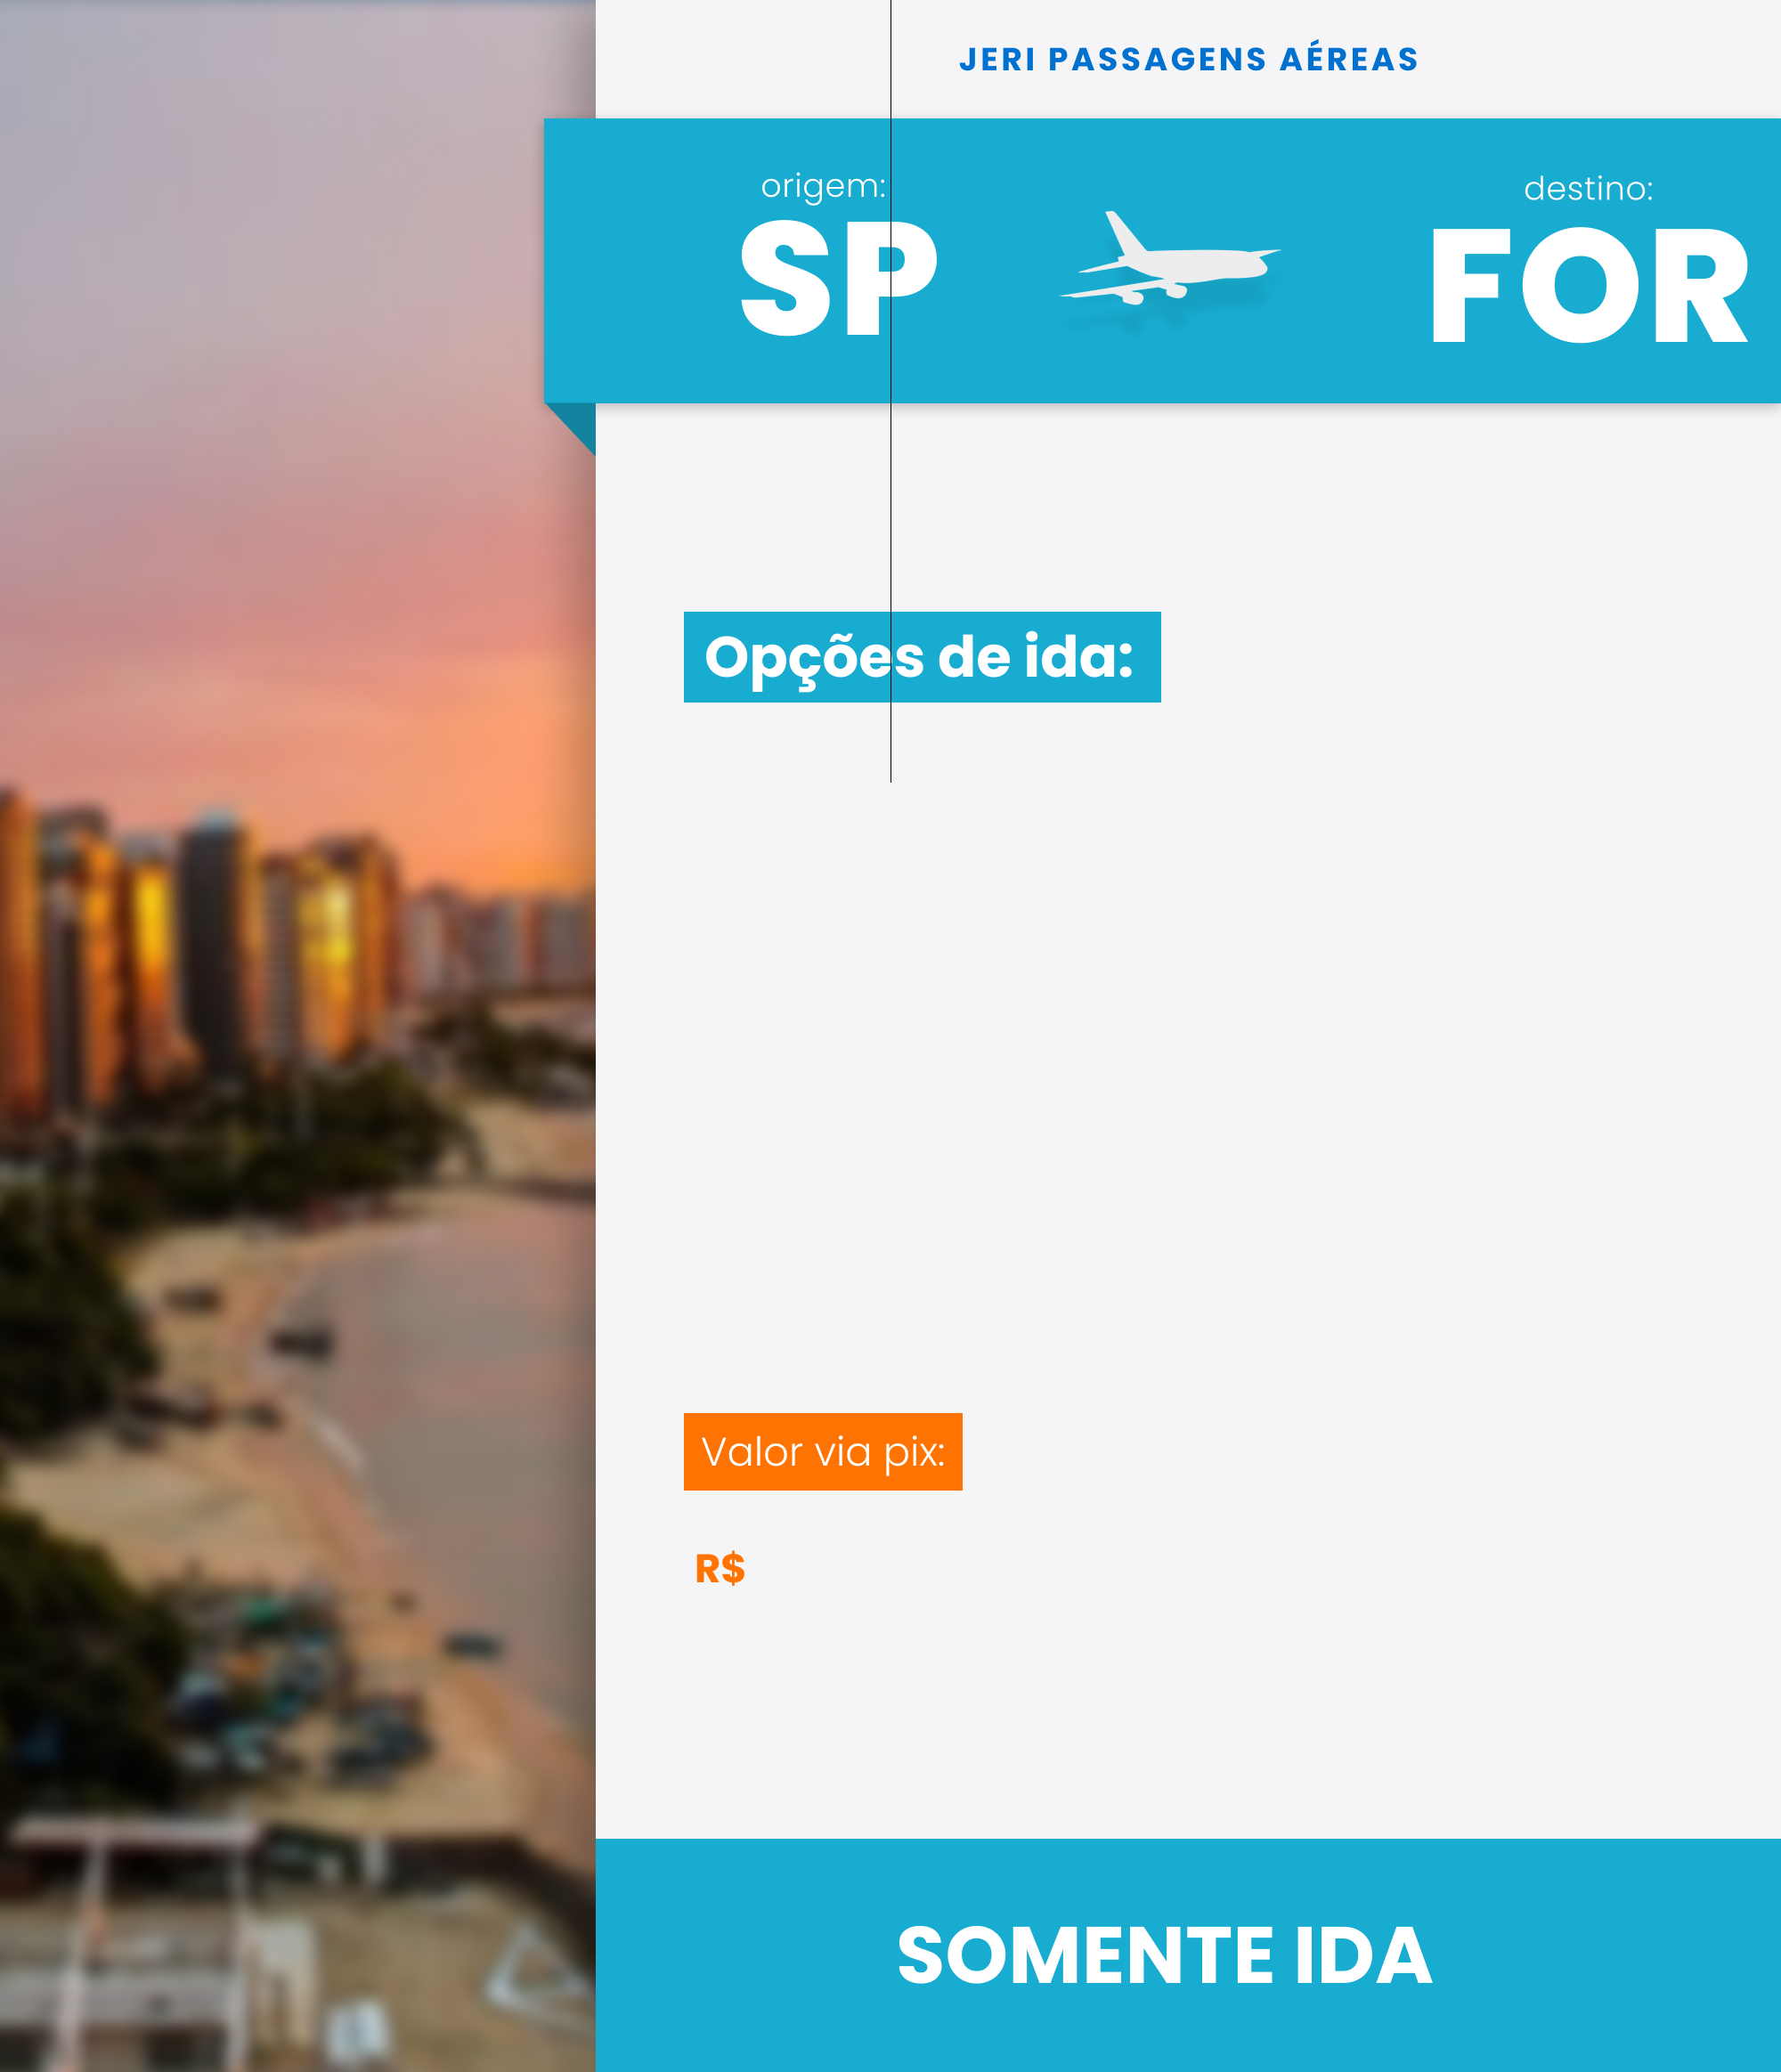 JERI PASSAGENS AÉREAS
origem:
SP
destino:
FOR
Opções de ida:
Valor via pix:
R$
SOMENTE IDA